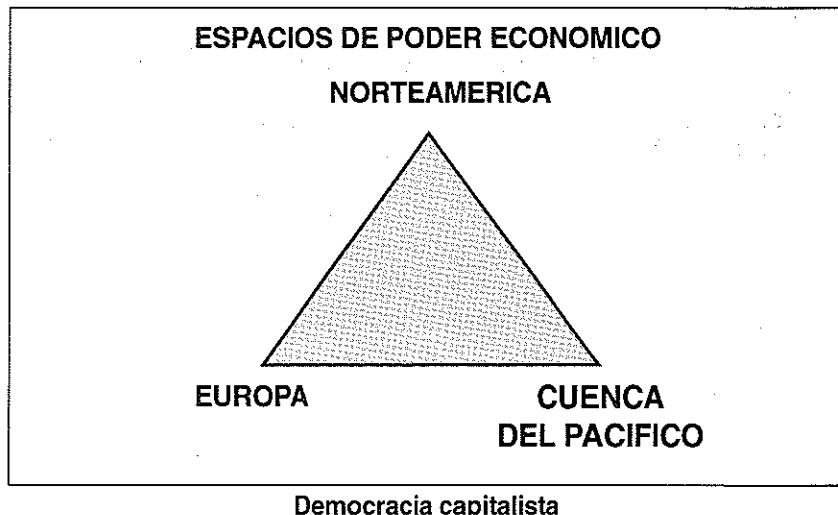 ESPACIOS DE PODER ECONOMICO
NORTEAMERICA
EUROPA
CUENCA
DEL PACIFICO
Democracia capitalista